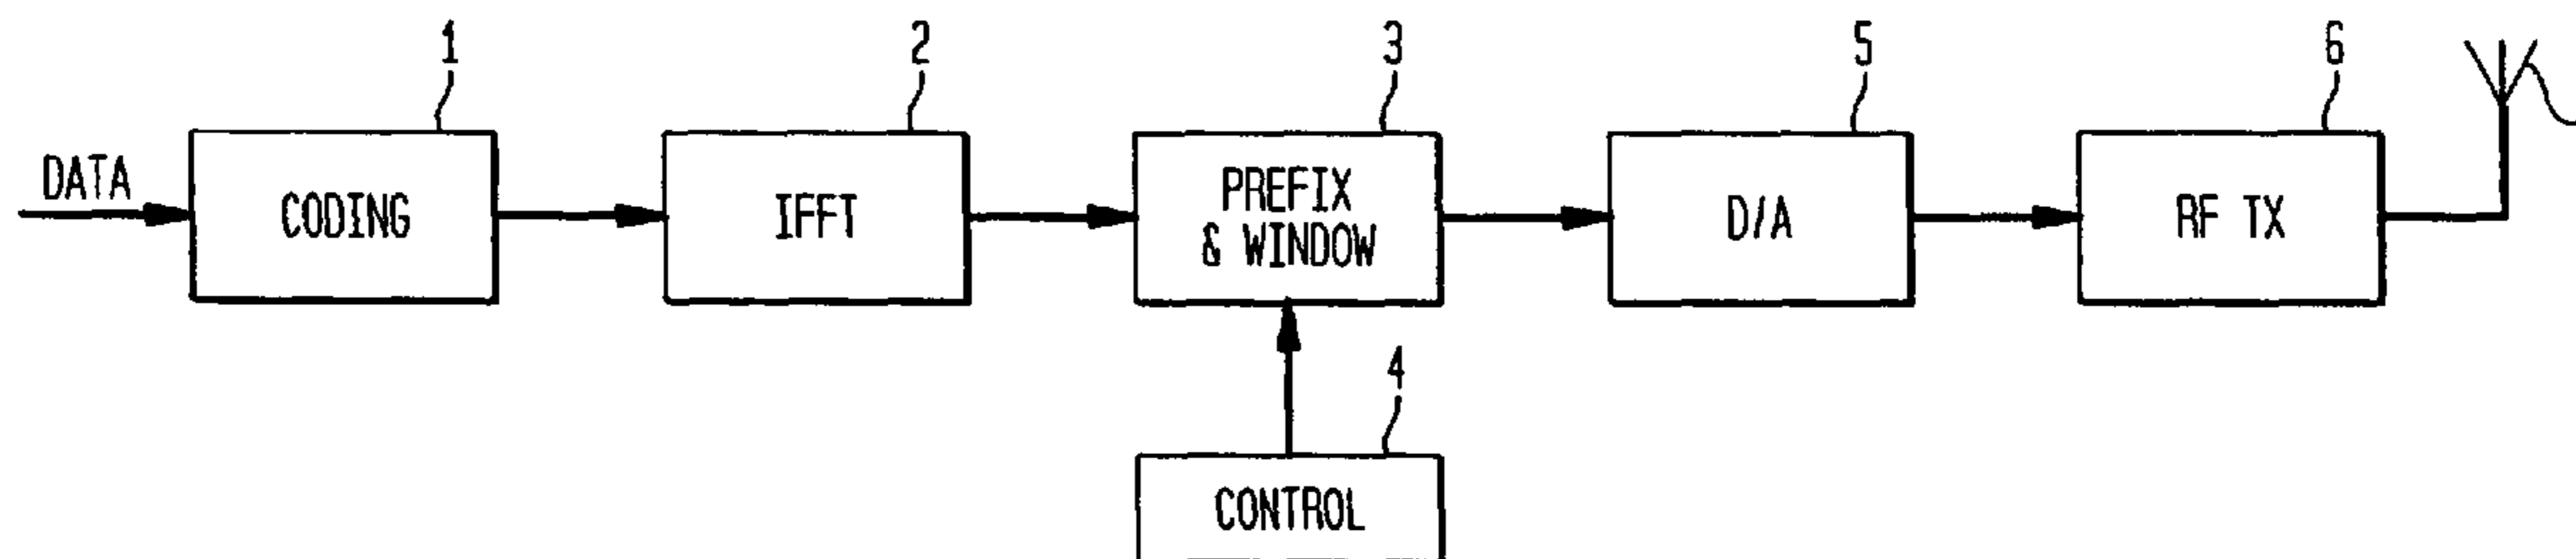 1
2
3
5
6
DATA
CODING
IFFT
PREFIX
& WINDOW
D/A
RF TX
4
CONTROL